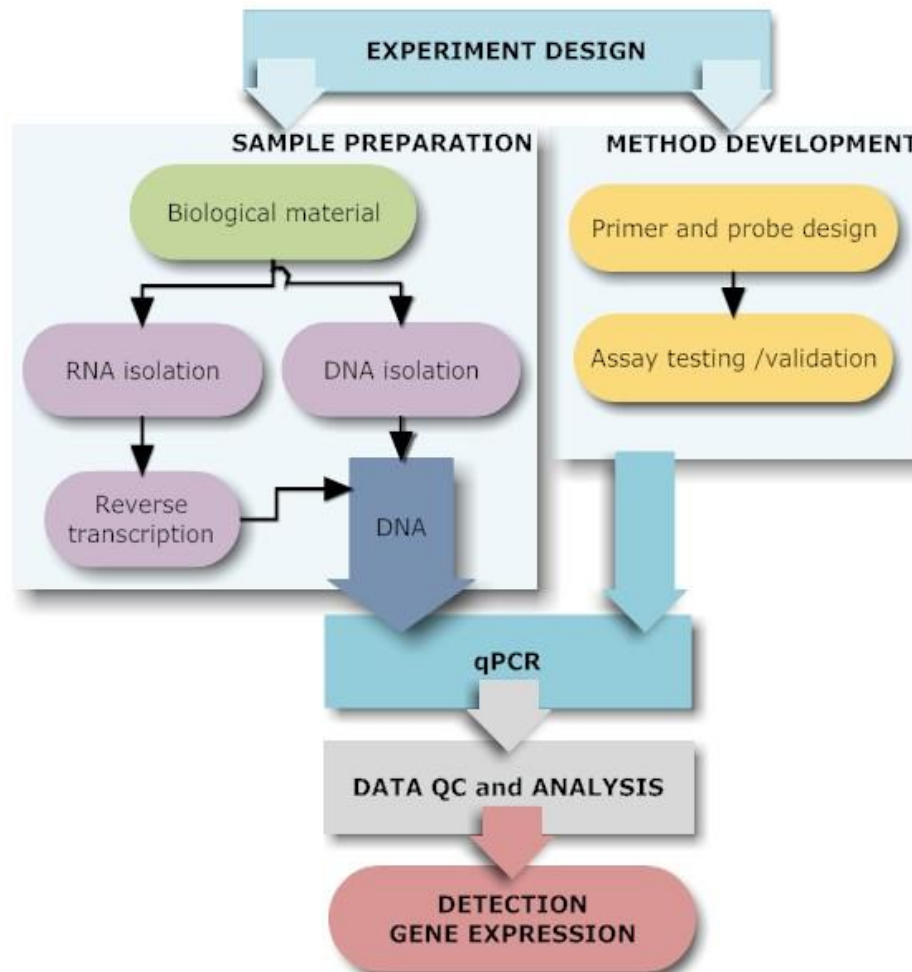 EXPERIMENT DESIGN
SAMPLE PREPARATION
Biological material
RNA isolation
DNA isolation
Reverse
transcription
DNA
METHOD DEVELOPMENT
Primer and probe design
Assay testing /validation
qPCR
DATA QC and ANALYSIS
DETECTION
GENE EXPRESSION